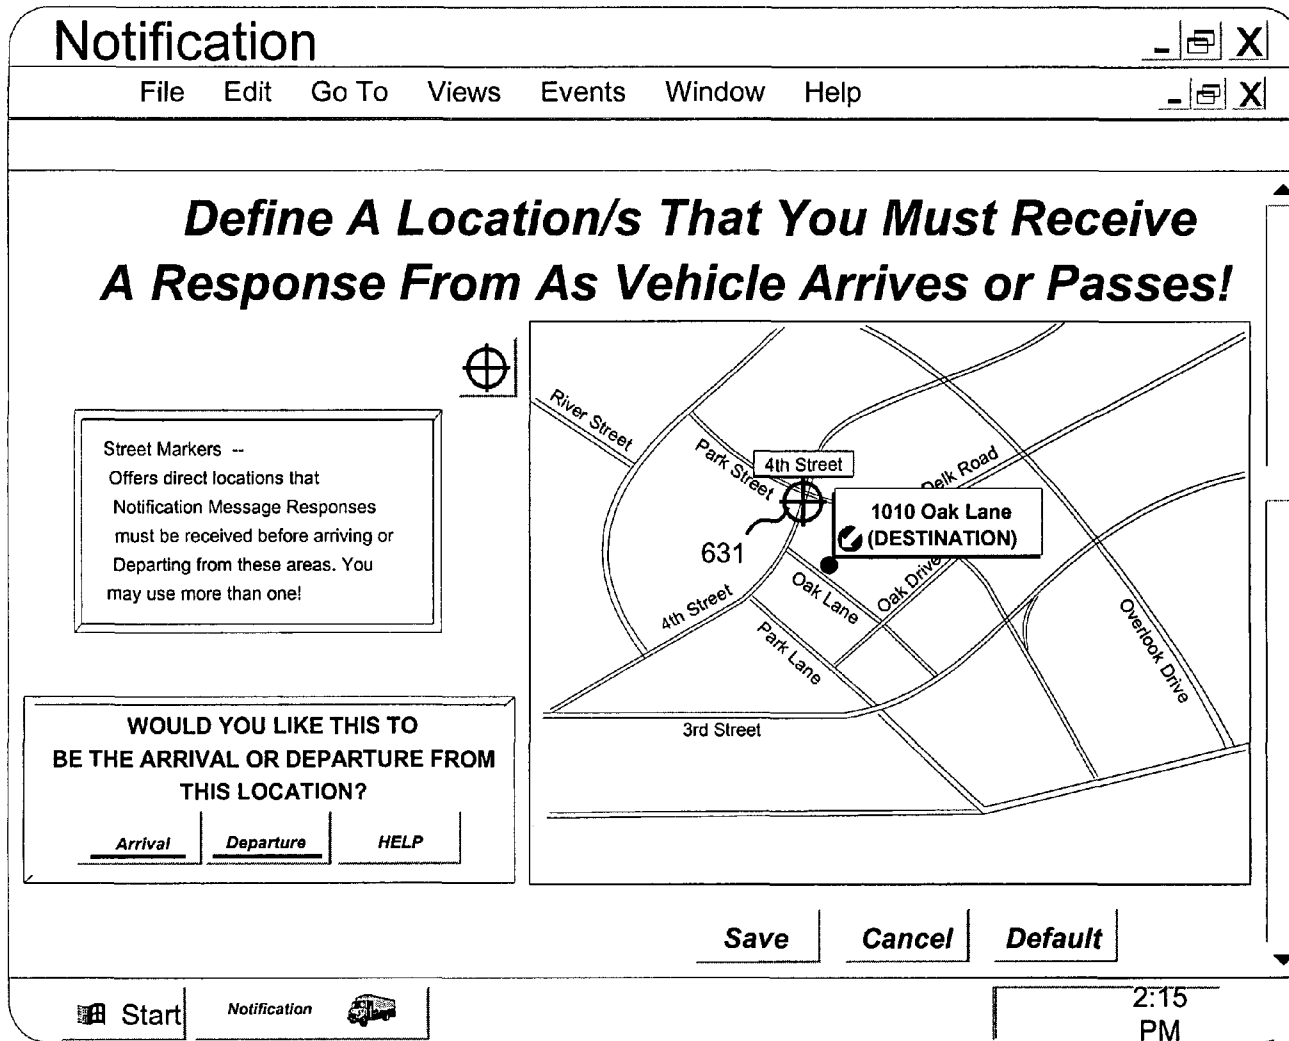 Notification
File Edit Go To Views Events Window Help
Define A Location/s That You Must Receive
A Response From As Vehicle Arrives or Passes!
Street Markers --
Offers direct locations that
Notification Message Responses
must be received before arriving or
Departing from these areas. You
may use more than one!
River Street
Park Street
4th Street
Delk Road
1010 Oak Lane
(DESTINATION)
631
Oak Lane
Oak Drive
4th Street
Park Lane
Overlook Drive
3rd Street
WOULD YOU LIKE THIS TO
BE THE ARRIVAL OR DEPARTURE FROM
THIS LOCATION?
Arrival Departure HELP
Save Cancel Default
Start Notification
2:15
PM